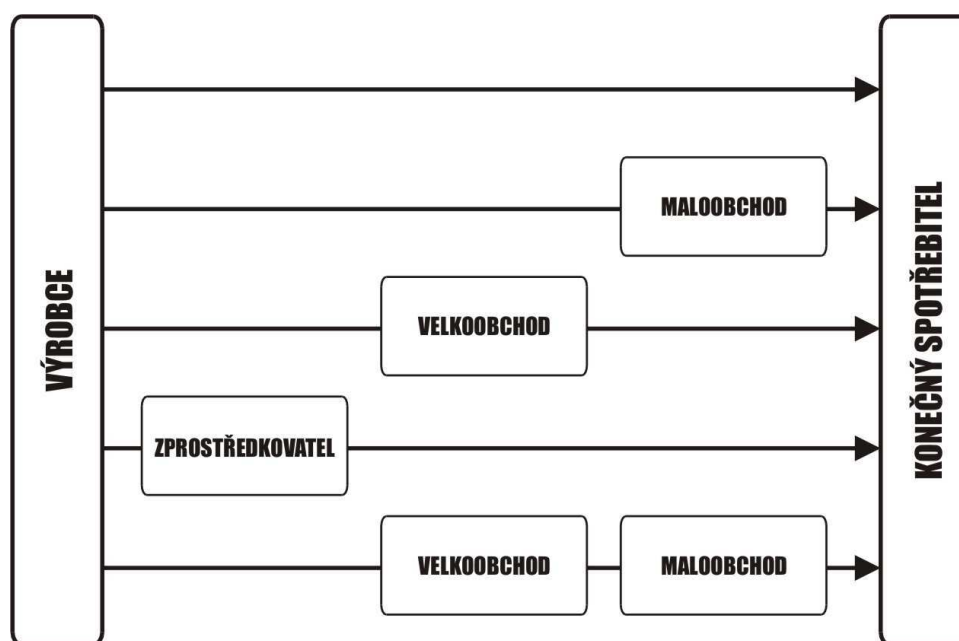 VÝROBCE
MALOOBCHOD
VELKOOBCHOD
ZPROSTŘEDKOVATEL
VELKOOBCHOD
MALOOBCHOD
KONEČNÝ SPOTŘEBITEL